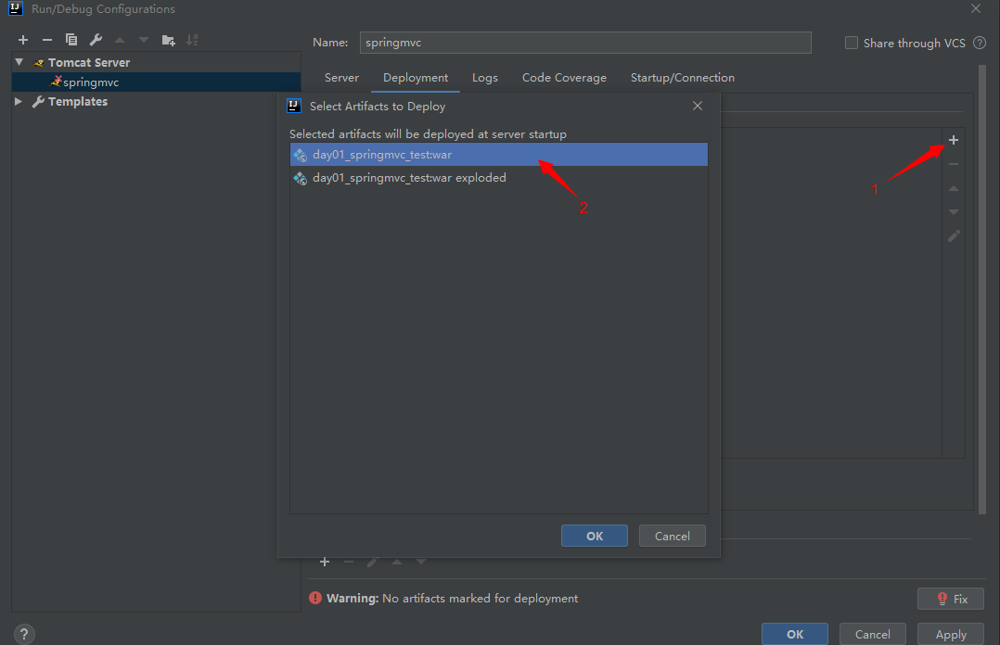 Run/Debug Configurations
Name: springmvc
Share through VCS ?
Tomcat Server
springmvc
Templates
Server Deployment Logs Code Coverage Startup/Connection
Select Artifacts to Deploy
Selected artifacts will be deployed at server startup
day01_springmvc_test:war
day01_springmvc_test:war exploded
1
2
OK Cancel
Warning: No artifacts marked for deployment
Fix
? OK Cancel Apply